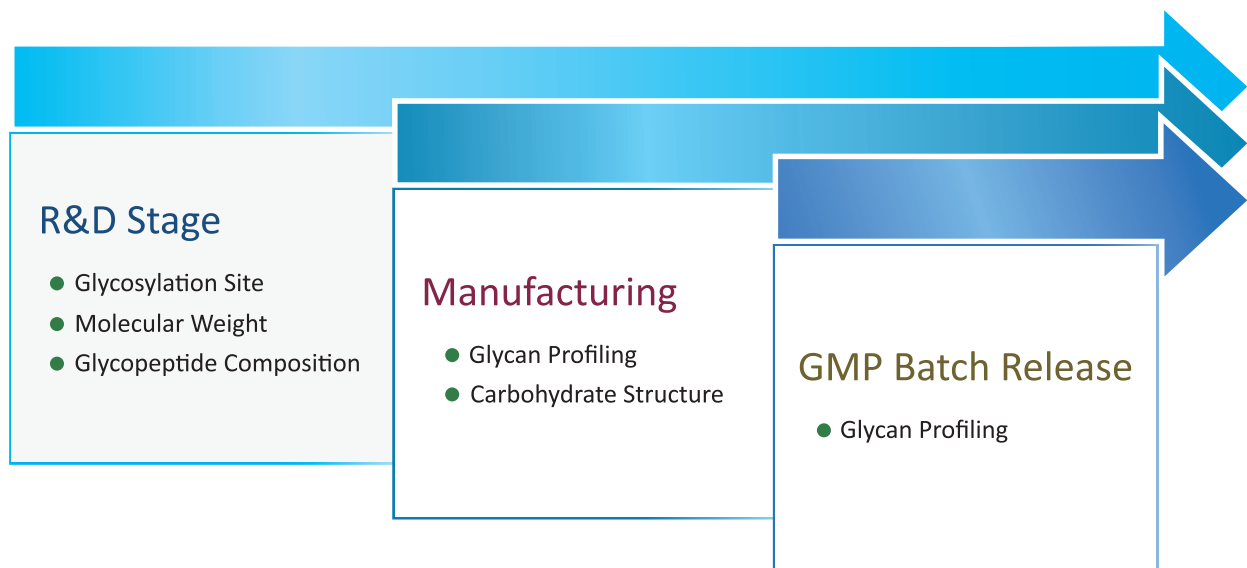 R&D Stage
Glycosylation Site
Molecular Weight
Glycopeptide Composition
Manufacturing
Glycan Profiling
Carbohydrate Structure
GMP Batch Release
Glycan Profiling